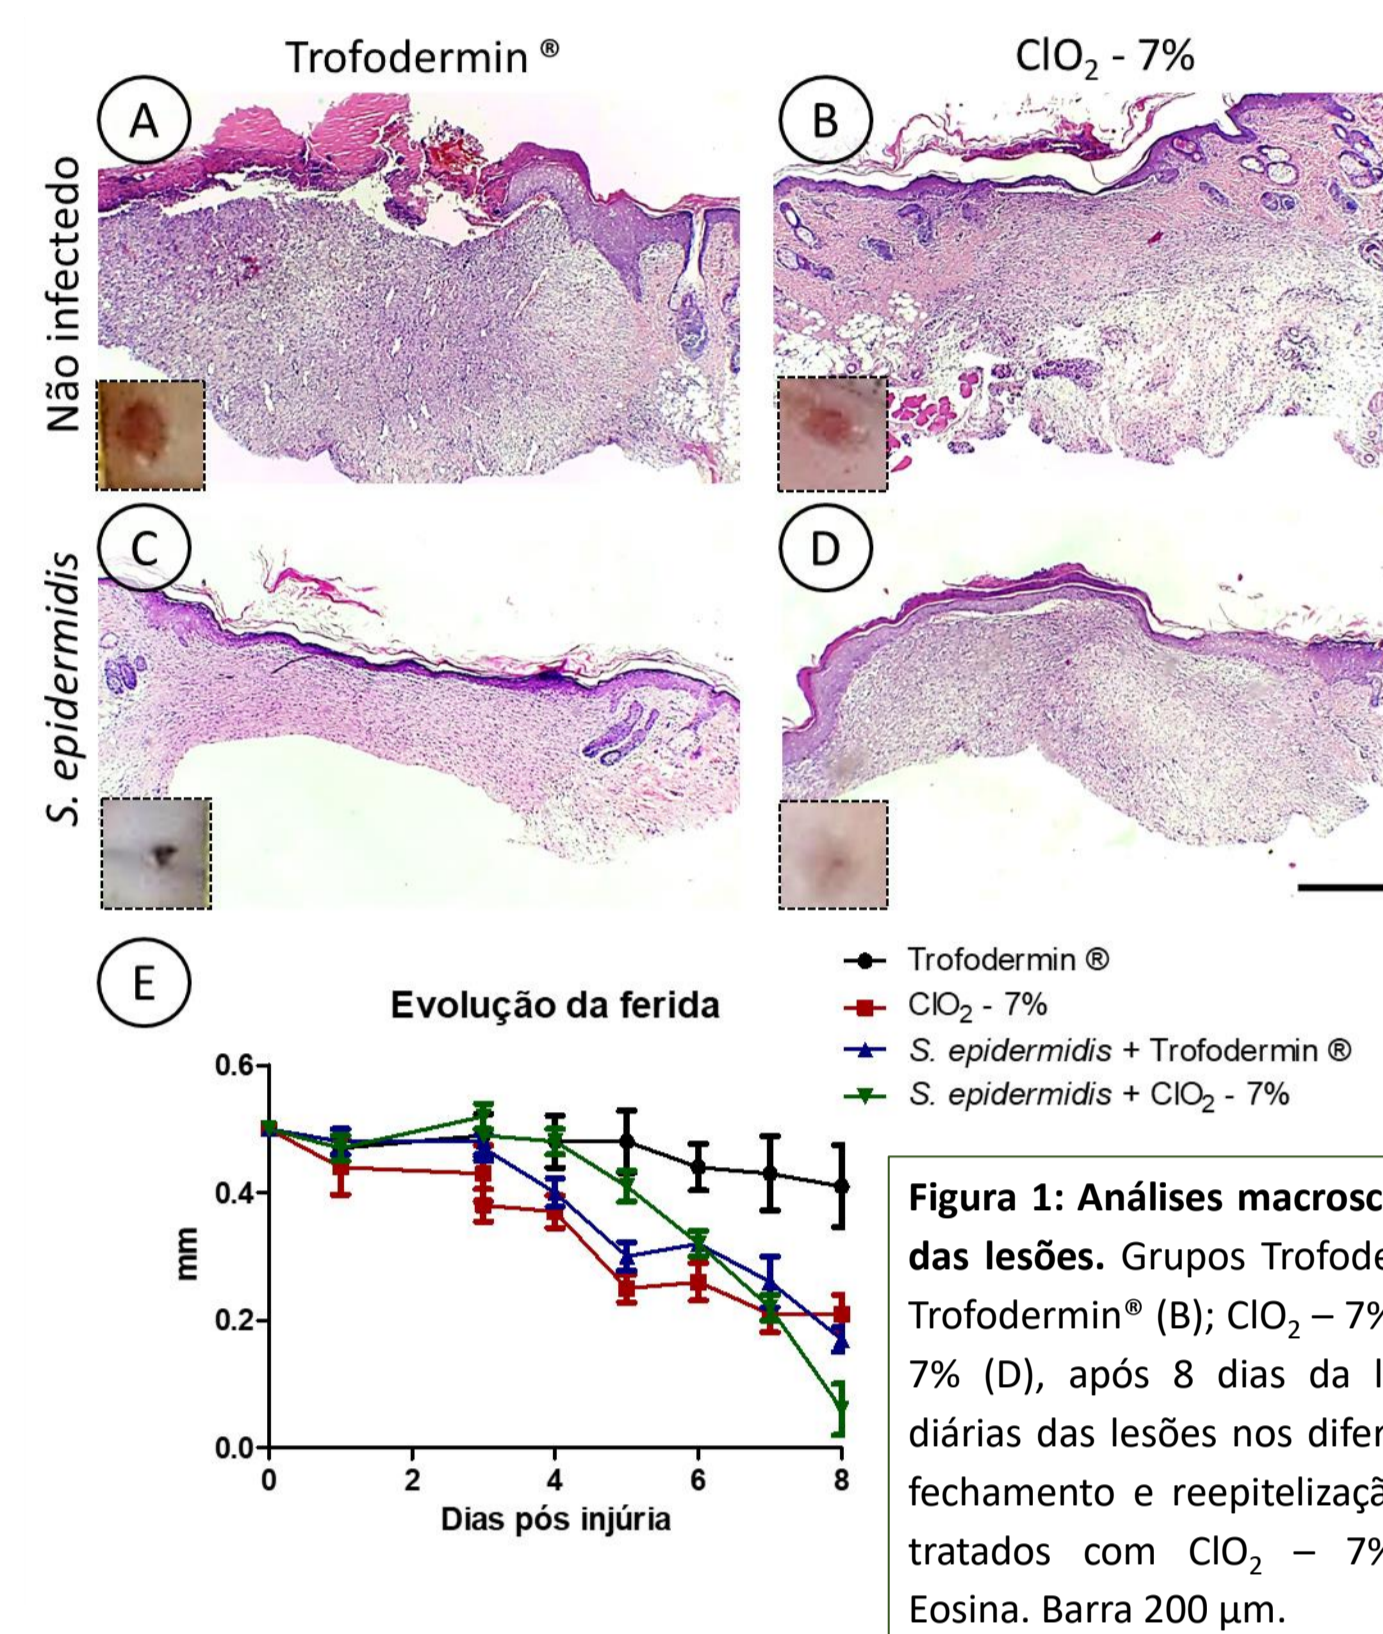 Trofodermin ®
ClO₂ - 7%
A
B
Não infectedo
C
D
S. epidermidis
E
Evolução da ferida
Trofodermin ®
ClO₂ - 7%
S. epidermidis + Trofodermin ®
S. epidermidis + ClO₂ - 7%
0.6
0.4
0.2
0.0
mm
0 2 4 6 8
Dias pós injúria
Figura 1: Análises macrosc
das lesões. Grupos Trofode
Trofodermin® (B); ClO₂ – 7%
7% (D), após 8 dias da l
diárias das lesões nos difer
fechamento e reepitelizaçã
tratados com ClO₂ – 7%
Eosina. Barra 200 µm.